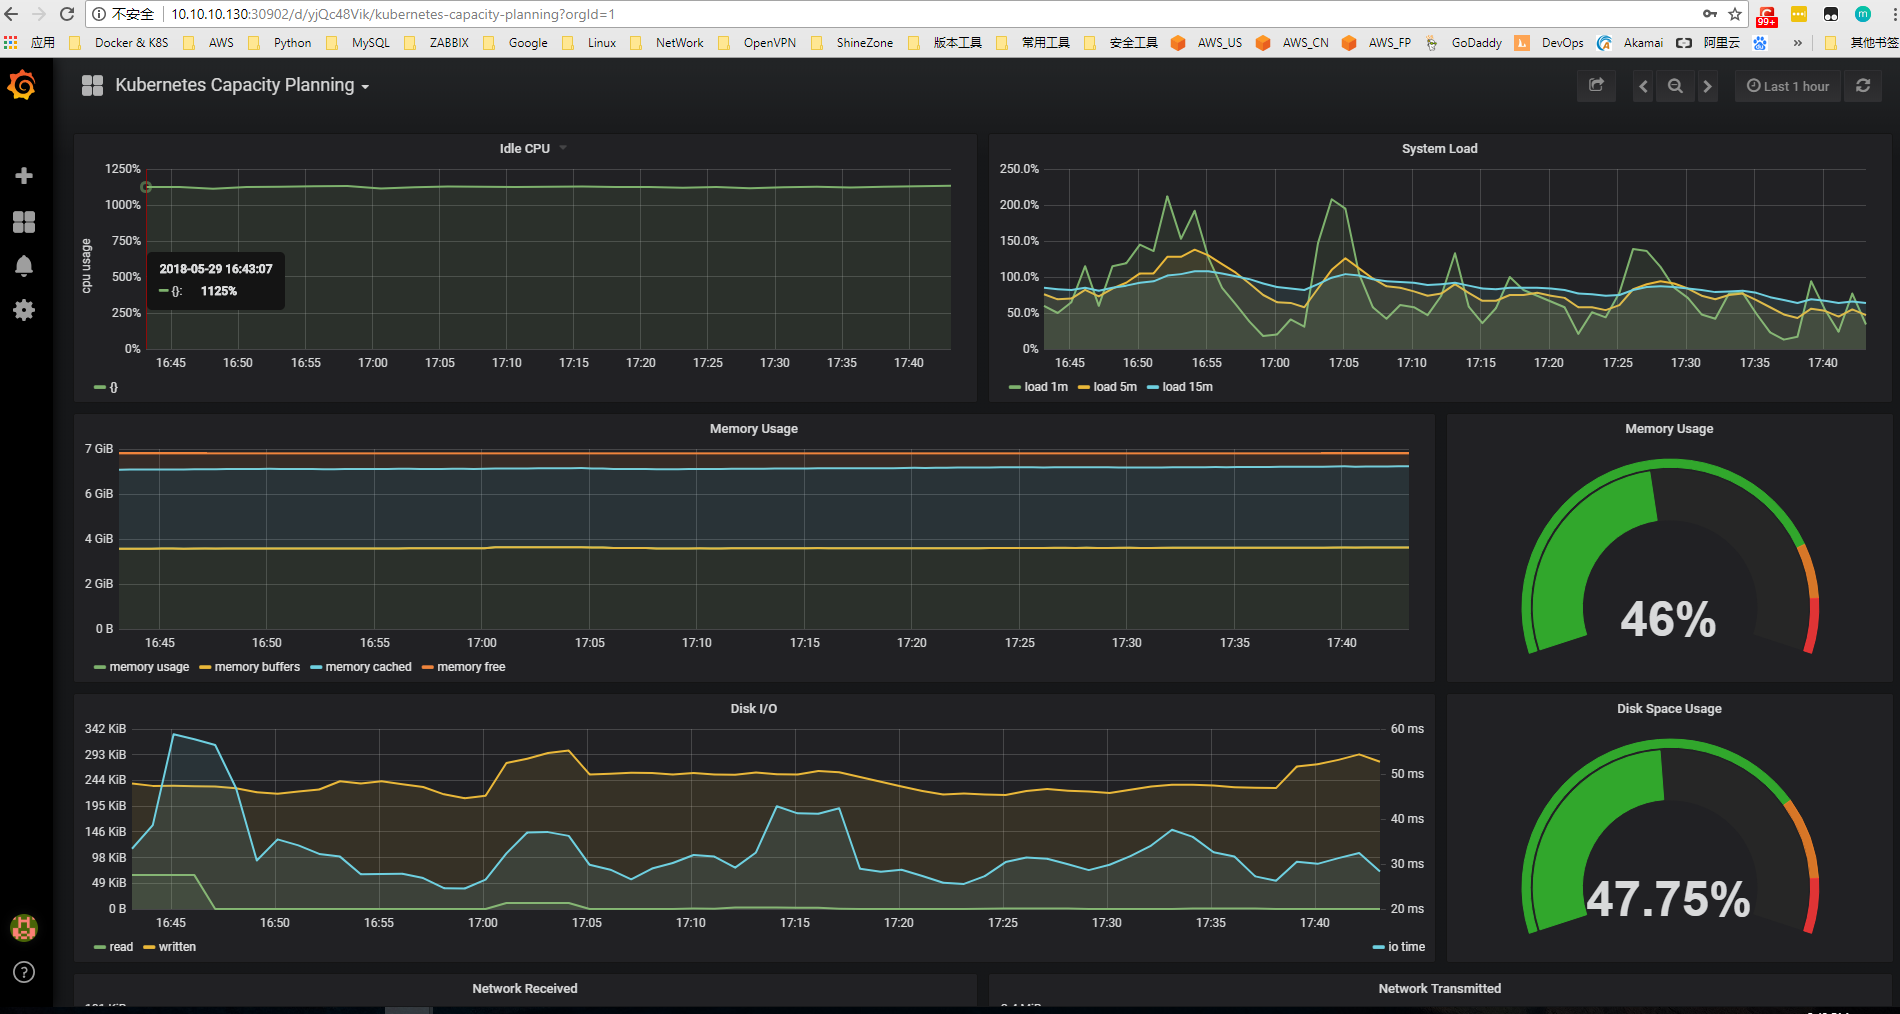 不安全 10.10.10.130:30902/d/yjQc48Vik/kubernetes-capacity-planning?orgId=1
99+
m
应用 Docker & K8S AWS Python MySQL ZABBIX Google Linux NetWork OpenVPN ShineZone 版本工具 常用工具 安全工具 AWS_US AWS_CN AWS_FP GoDaddy DevOps Akamai 阿里云 » 其他书签
Kubernetes Capacity Planning
Last 1 hour
Idle CPU
1250%
1000%
750%
500%
250%
0%
cpu usage
2018-05-29 16:43:07
{}: 1125%
16:45 16:50 16:55 17:00 17:05 17:10 17:15 17:20 17:25 17:30 17:35 17:40
{}
System Load
250.0%
200.0%
150.0%
100.0%
50.0%
0%
16:45 16:50 16:55 17:00 17:05 17:10 17:15 17:20 17:25 17:30 17:35 17:40
load 1m load 5m load 15m
Memory Usage
7 GiB
6 GiB
4 GiB
2 GiB
0 B
16:45 16:50 16:55 17:00 17:05 17:10 17:15 17:20 17:25 17:30 17:35 17:40
memory usage memory buffers memory cached memory free
Memory Usage
46%
Disk I/O
342 KiB
293 KiB
244 KiB
195 KiB
146 KiB
98 KiB
49 KiB
0 B
60 ms
50 ms
40 ms
30 ms
20 ms
16:45 16:50 16:55 17:00 17:05 17:10 17:15 17:20 17:25 17:30 17:35 17:40
read written io time
Disk Space Usage
47.75%
Network Received
Network Transmitted